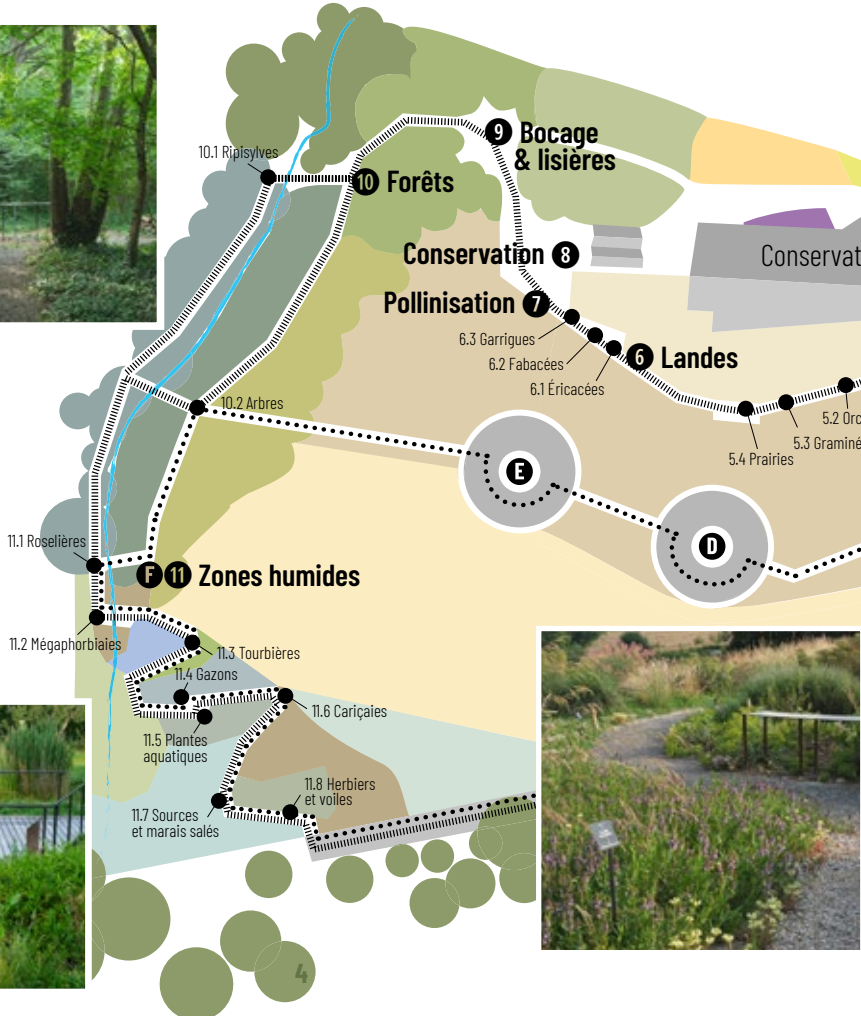 9 Bocage
& lisières
10.1 Ripisylves
10 Forêts
Conservation 8
Conservat
Pollinisation 7
6.3 Garrigues
6.2 Fabacées
6.1 Éricacées
6 Landes
10.2 Arbres
5.2 Orc
5.3 Graminé
5.4 Prairies
E
D
11.1 Roselières
F 11 Zones humides
11.2 Mégaphorbiaies
11.3 Tourbières
11.4 Gazons
11.6 Cariçaies
11.5 Plantes
aquatiques
11.8 Herbiers
et voiles
11.7 Sources
et marais salés
4